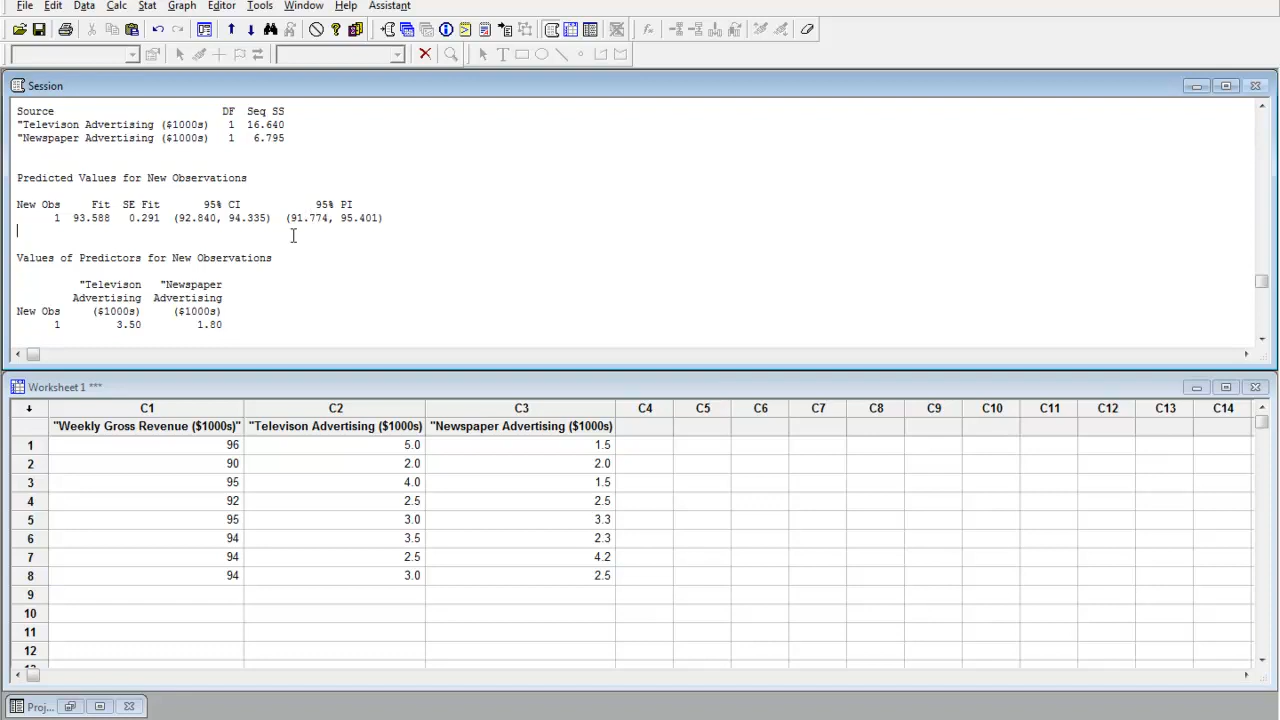 File Edit Data Calc Stat Graph Editor Tools Window Help Assistant
Session
Source DF Seq SS
"Televison Advertising ($1000s) 1 16.640
"Newspaper Advertising ($1000s) 1 6.795
Predicted Values for New Observations
New Obs Fit SE Fit 95% CI 95% PI
1 93.588 0.291 (92.840, 94.335) (91.774, 95.401)
Values of Predictors for New Observations
"Televison "Newspaper
Advertising Advertising
New Obs ($1000s) ($1000s)
1 3.50 1.80
Worksheet 1 ***
C1 C2 C3 C4 C5 C6 C7 C8 C9 C10 C11 C12 C13 C14
"Weekly Gross Revenue ($1000s)" "Televison Advertising ($1000s) "Newspaper Advertising ($1000s)
1 96 5.0 1.5
2 90 2.0 2.0
3 95 4.0 1.5
4 92 2.5 2.5
5 95 3.0 3.3
6 94 3.5 2.3
7 94 2.5 4.2
8 94 3.0 2.5
9
10
11
12
13
Proj...